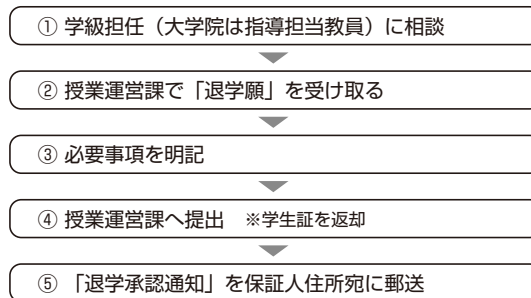 ① 学級担任（大学院は指導担当教員）に相談
② 授業運営課で「退学願」を受け取る
③ 必要事項を明記
④ 授業運営課へ提出　※学生証を返却
⑤ 「退学承認通知」を保証人住所宛に郵送